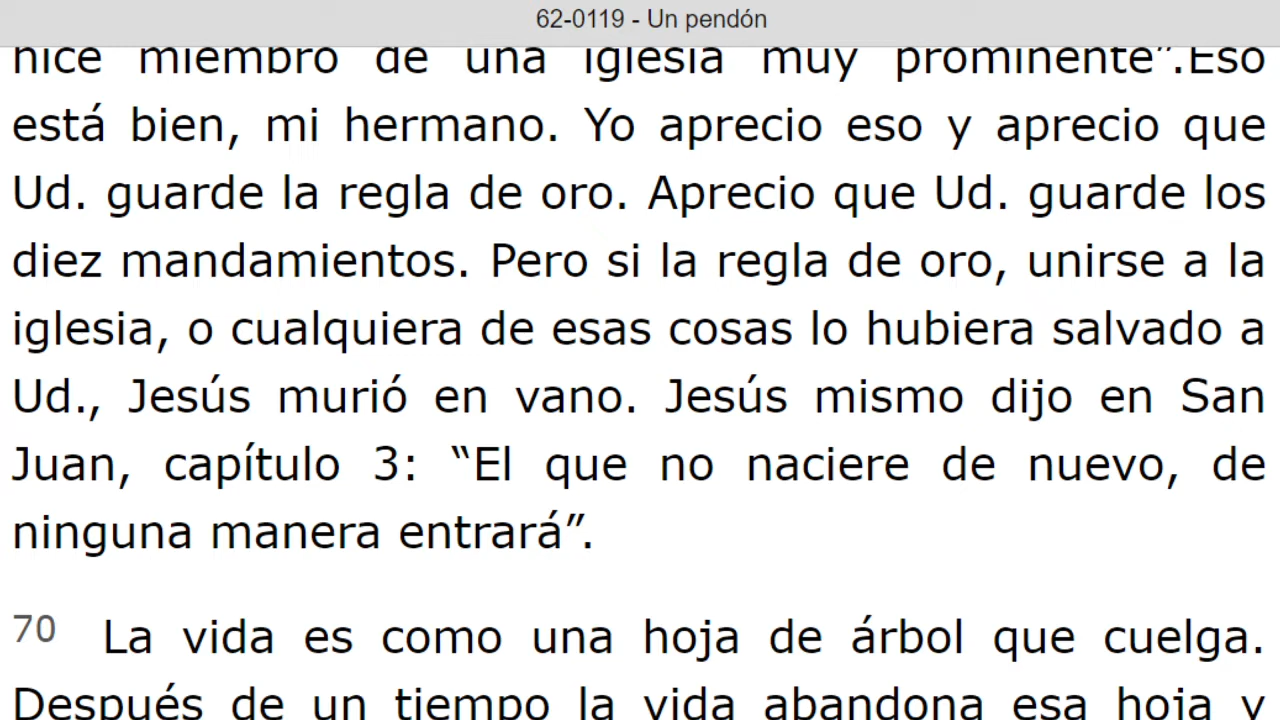 62-0119 - Un pendón
hice miembro de una iglesia muy prominente”.Eso
está bien, mi hermano. Yo aprecio eso y aprecio que
Ud. guarde la regla de oro. Aprecio que Ud. guarde los
diez mandamientos. Pero si la regla de oro, unirse a la
iglesia, o cualquiera de esas cosas lo hubiera salvado a
Ud., Jesús murió en vano. Jesús mismo dijo en San
Juan, capítulo 3: “El que no naciere de nuevo, de
ninguna manera entrará”.
70 La vida es como una hoja de árbol que cuelga.
Después de un tiempo la vida abandona esa hoja y